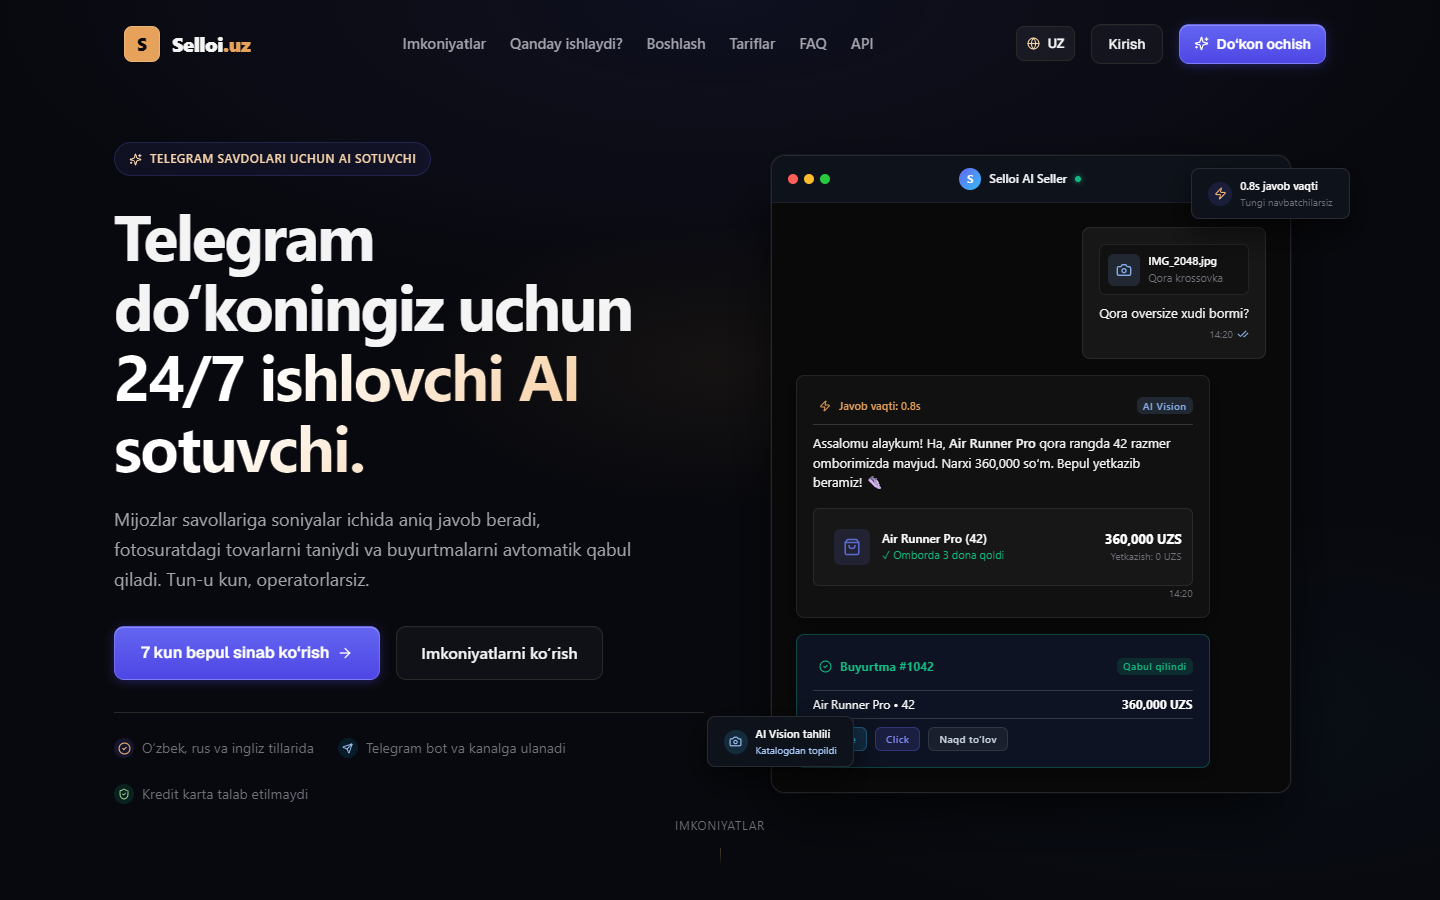 S Selloi.uz
Imkoniyatlar
Qanday ishlaydi?
Boshlash
Tariflar
FAQ
API
UZ
Kirish
Do‘kon ochish
TELEGRAM SAVDOLARI UCHUN AI SOTUVCHI
Telegram
do‘koningiz uchun
24/7 ishlovchi AI
sotuvchi.
Mijozlar savollariga soniyalar ichida aniq javob beradi,
fotosuratdagi tovarlarni taniydi va buyurtmalarni avtomatik qabul
qiladi. Tun-u kun, operatorlarsiz.
7 kun bepul sinab ko‘rish
Imkoniyatlarni ko‘rish
O‘zbek, rus va ingliz tillarida
Telegram bot va kanalga ulanadi
Kredit karta talab etilmaydi
S Selloi AI Seller
0.8s javob vaqti
Tungi navbatchilarsiz
IMG_2048.jpg
Qora krossovka
Qora oversize xudi bormi?
14:20
Javob vaqti: 0.8s
AI Vision
Assalomu alaykum! Ha, Air Runner Pro qora rangda 42 razmer
omborimizda mavjud. Narxi 360,000 so‘m. Bepul yetkazib
beramiz!
Air Runner Pro (42)
✓ Omborda 3 dona qoldi
360,000 UZS
Yetkazish: 0 UZS
14:20
Buyurtma #1042
Qabul qilindi
Air Runner Pro • 42
360,000 UZS
Click
Naqd to‘lov
AI Vision tahlili
Katalogdan topildi
IMKONIYATLAR